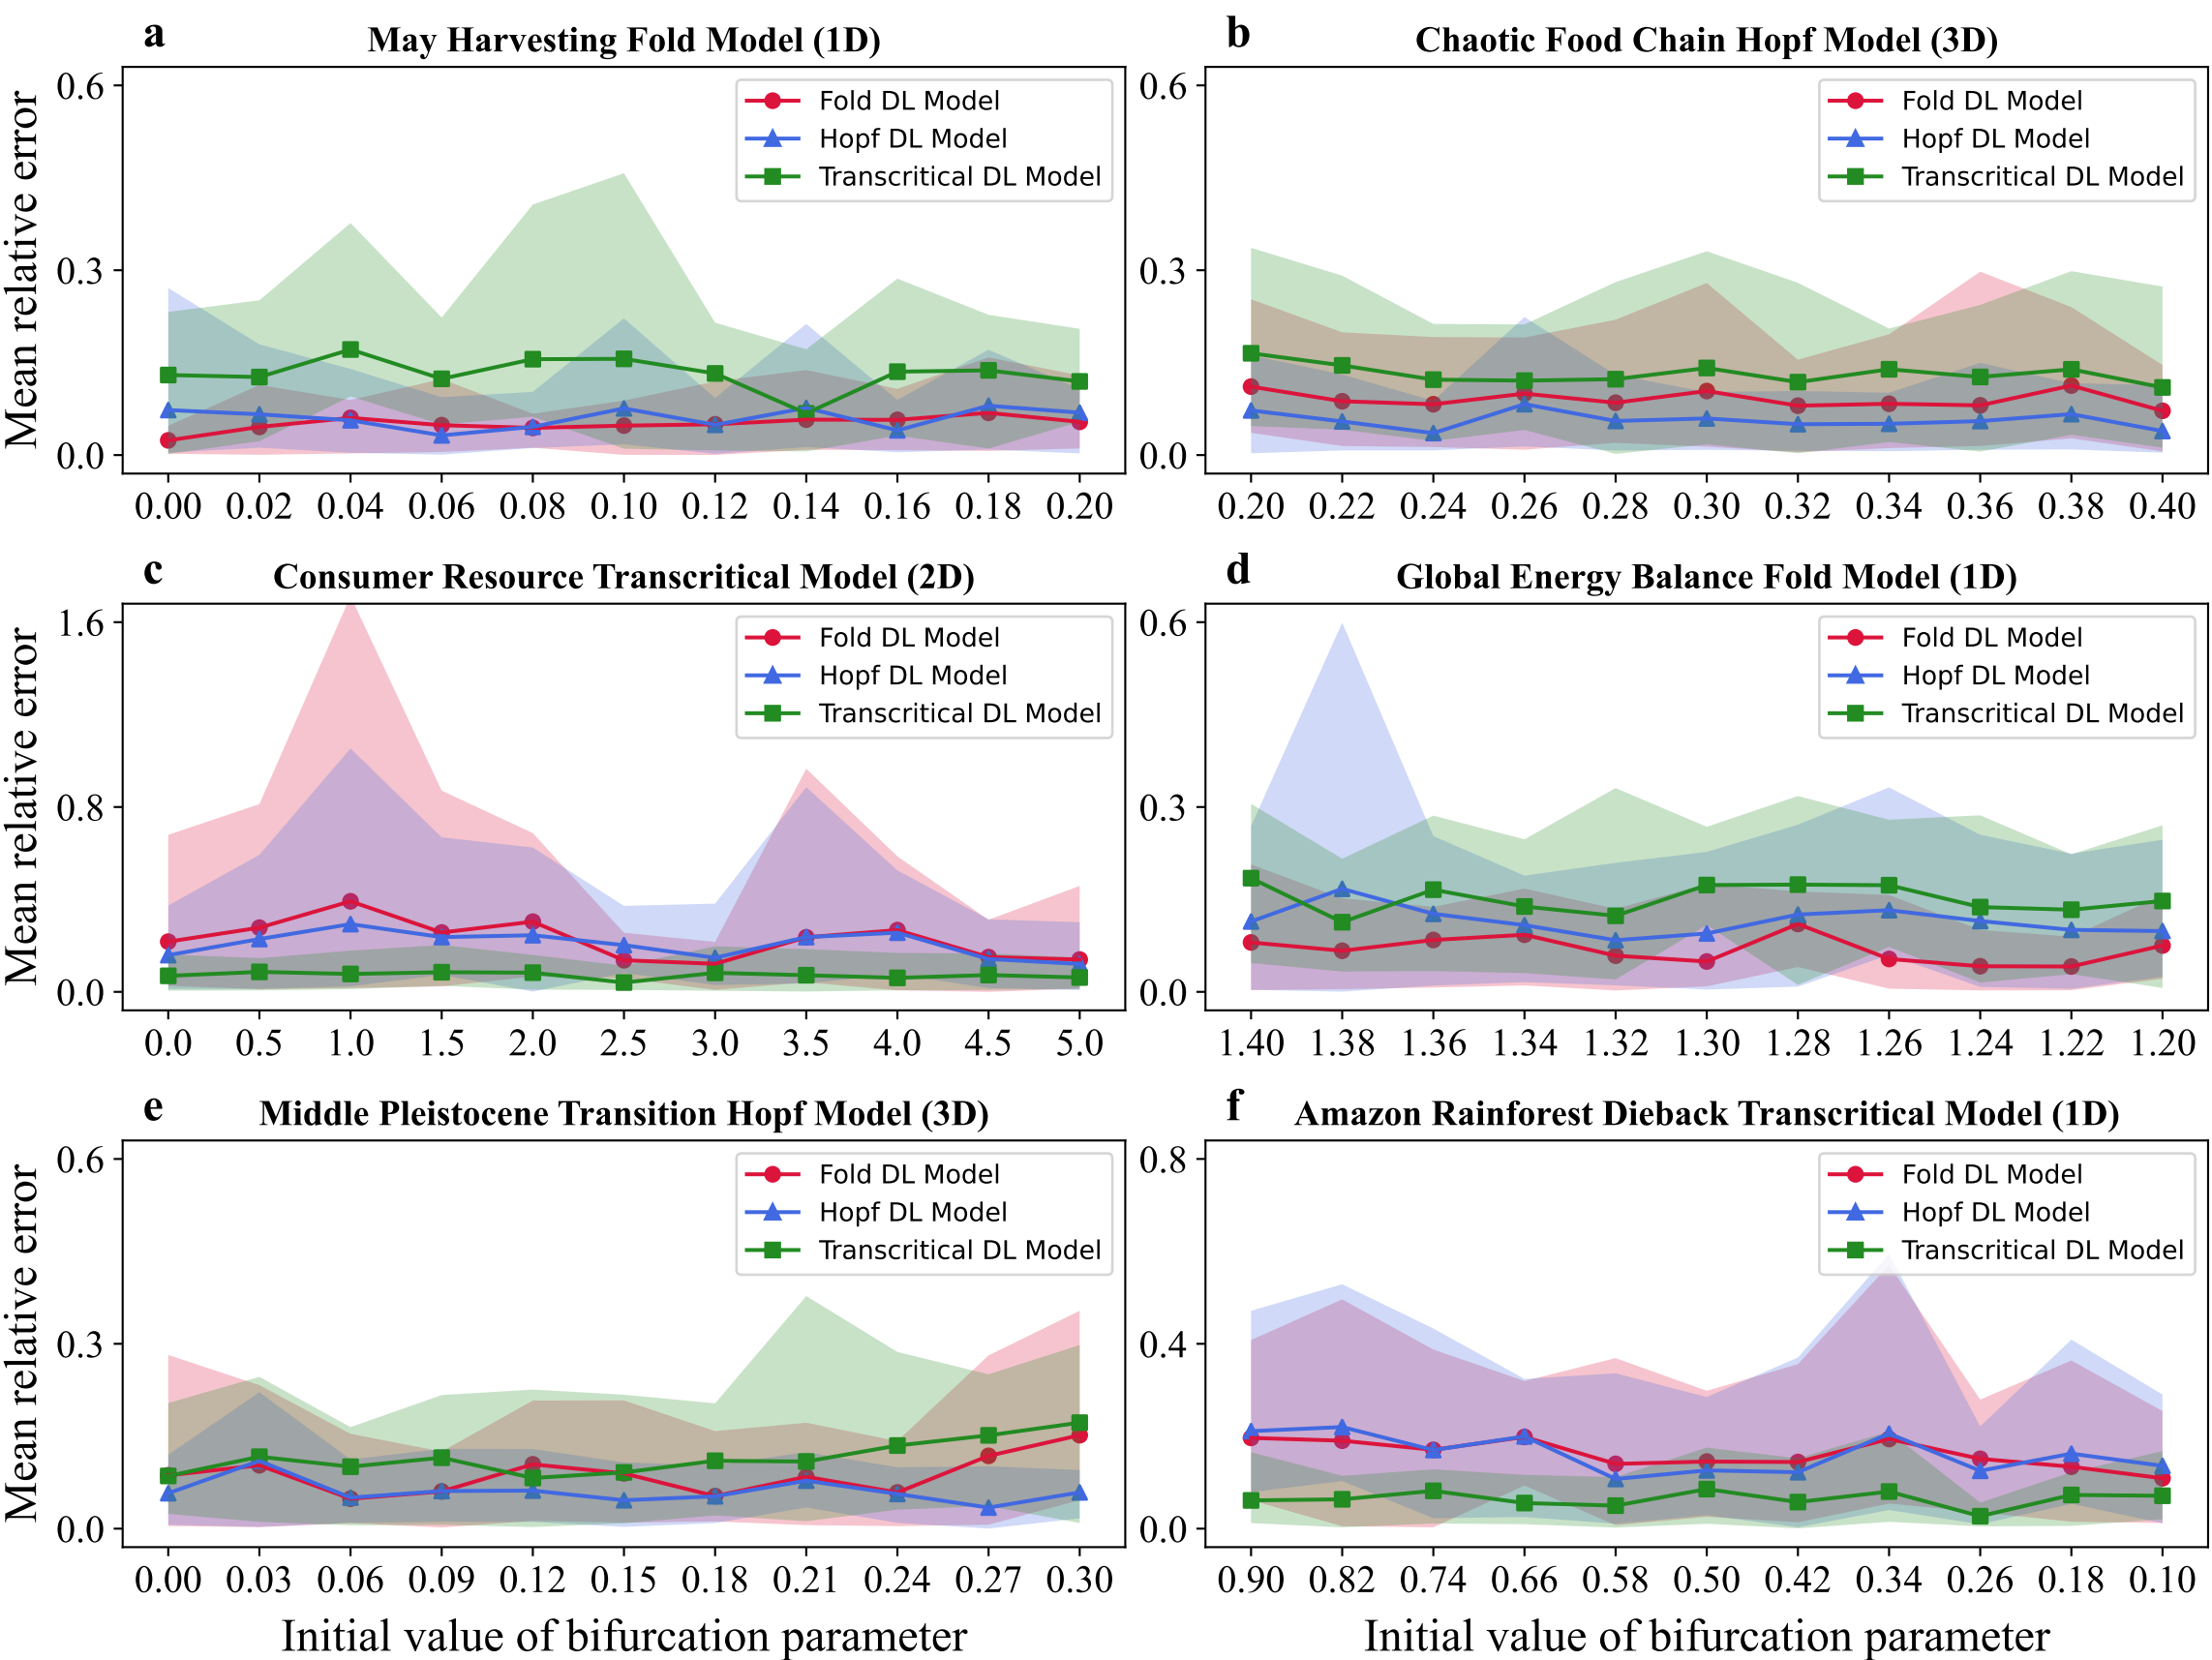 a May Harvesting Fold Model (1D)
Mean relative error
0.6
0.3
0.0
Fold DL Model
Hopf DL Model
Transcritical DL Model
0.00 0.02 0.04 0.06 0.08 0.10 0.12 0.14 0.16 0.18 0.20
b Chaotic Food Chain Hopf Model (3D)
0.6
0.3
0.0
Fold DL Model
Hopf DL Model
Transcritical DL Model
0.20 0.22 0.24 0.26 0.28 0.30 0.32 0.34 0.36 0.38 0.40
c Consumer Resource Transcritical Model (2D)
Mean relative error
1.6
0.8
0.0
Fold DL Model
Hopf DL Model
Transcritical DL Model
0.0 0.5 1.0 1.5 2.0 2.5 3.0 3.5 4.0 4.5 5.0
d Global Energy Balance Fold Model (1D)
0.6
0.3
0.0
Fold DL Model
Hopf DL Model
Transcritical DL Model
1.40 1.38 1.36 1.34 1.32 1.30 1.28 1.26 1.24 1.22 1.20
e Middle Pleistocene Transition Hopf Model (3D)
Mean relative error
0.6
0.3
0.0
Fold DL Model
Hopf DL Model
Transcritical DL Model
0.00 0.03 0.06 0.09 0.12 0.15 0.18 0.21 0.24 0.27 0.30
Initial value of bifurcation parameter
f Amazon Rainforest Dieback Transcritical Model (1D)
0.8
0.4
0.0
Fold DL Model
Hopf DL Model
Transcritical DL Model
0.90 0.82 0.74 0.66 0.58 0.50 0.42 0.34 0.26 0.18 0.10
Initial value of bifurcation parameter